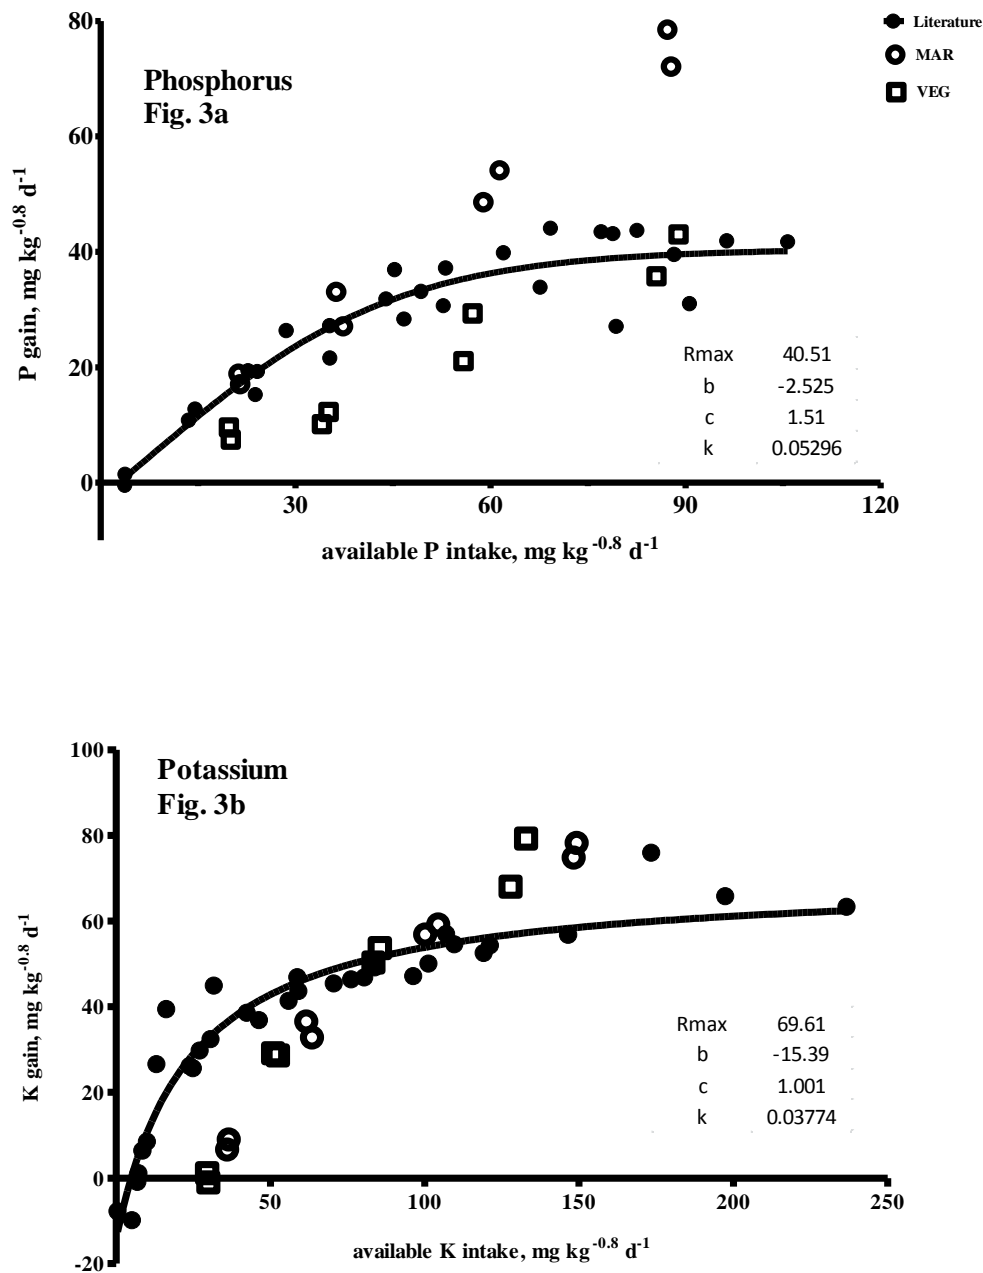 80
Literature
MAR
VEG
Phosphorus
Fig. 3a
60
P gain, mg kg-0.8 d-1
40
20
0
Rmax 40.51
b -2.525
c 1.51
k 0.05296
30 60 90 120
available P intake, mg kg-0.8 d-1
100
Potassium
Fig. 3b
80
60
K gain, mg kg-0.8 d-1
40
20
0
-20
Rmax 69.61
b -15.39
c 1.001
k 0.03774
50 100 150 200 250
available K intake, mg kg-0.8 d-1